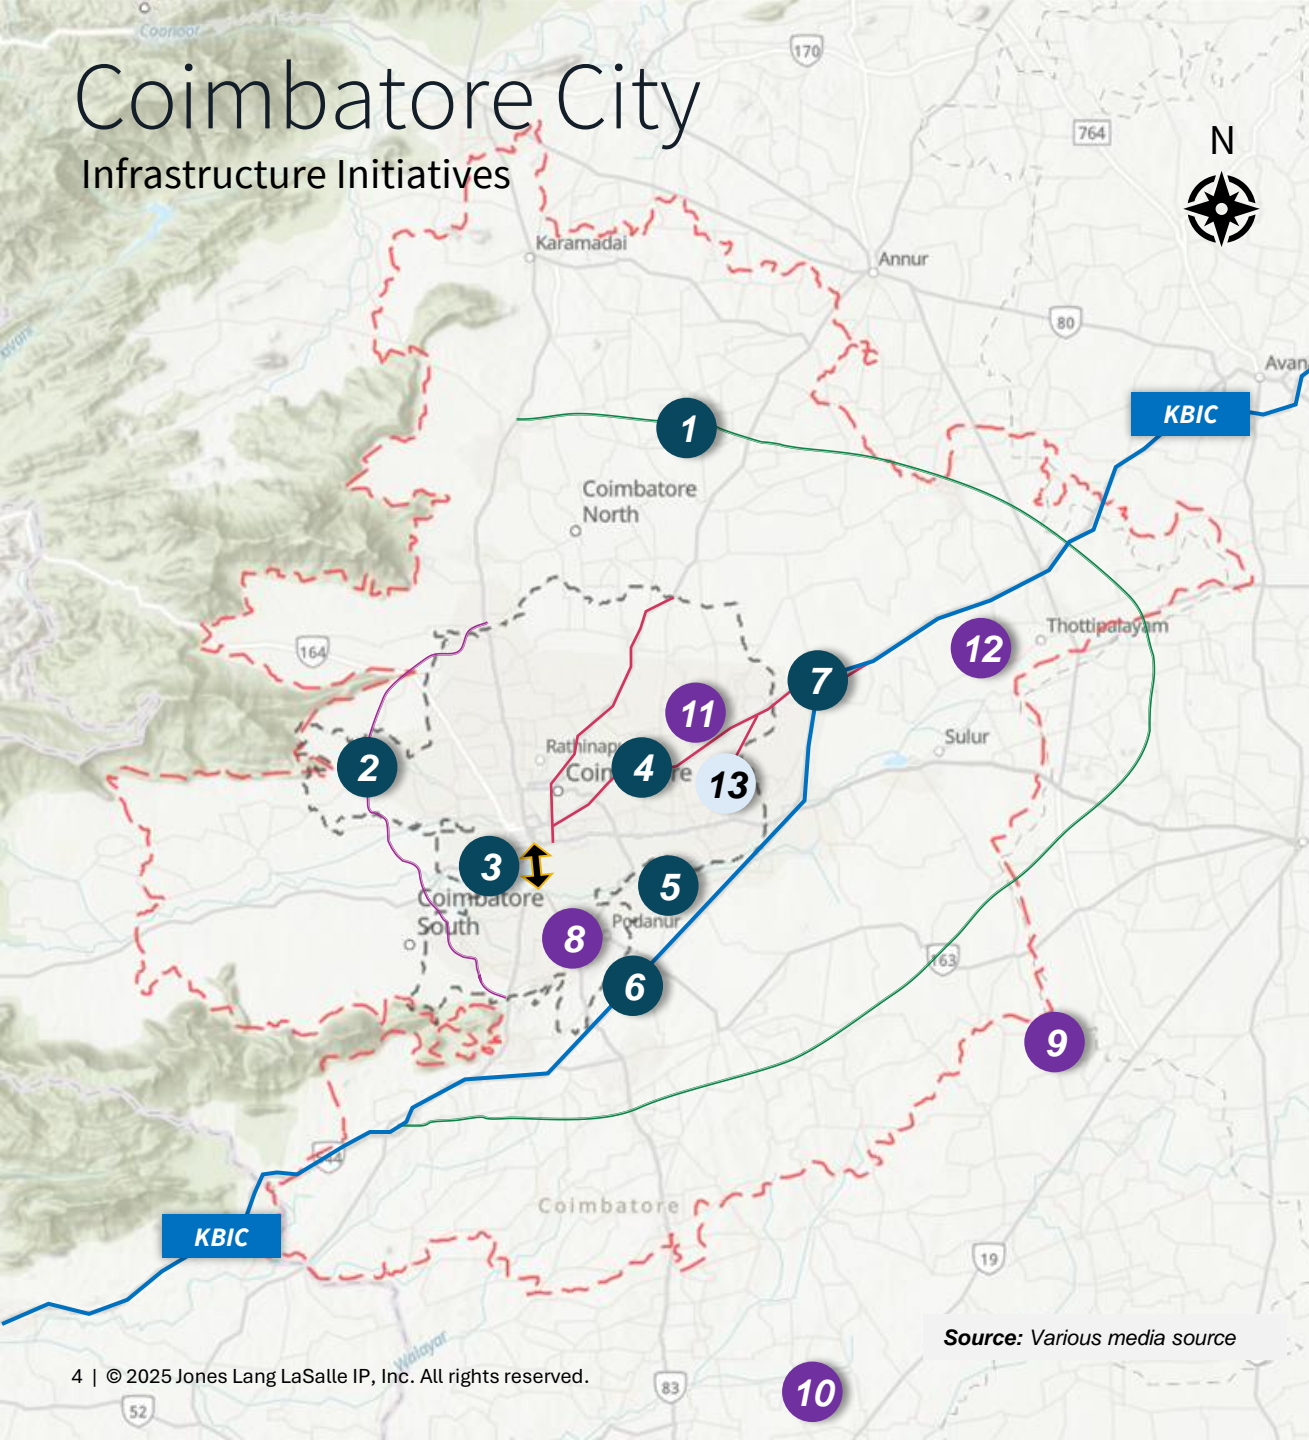 Coonoor
Coimbatore City
Infrastructure Initiatives
170
764
N
Karamadai
Annur
80
Avan
KBIC
1
Coimbatore
North
164
Thottipalayam
12
7
11
2
Rathinap
Coim
4
re
13
Sulur
3
5
Coimbatore
South
Podanur
8
6
163
9
KBIC
Coimbatore
19
Source: Various media source
Walayar
4 | © 2025 Jones Lang LaSalle IP, Inc. All rights reserved.
83
10
52